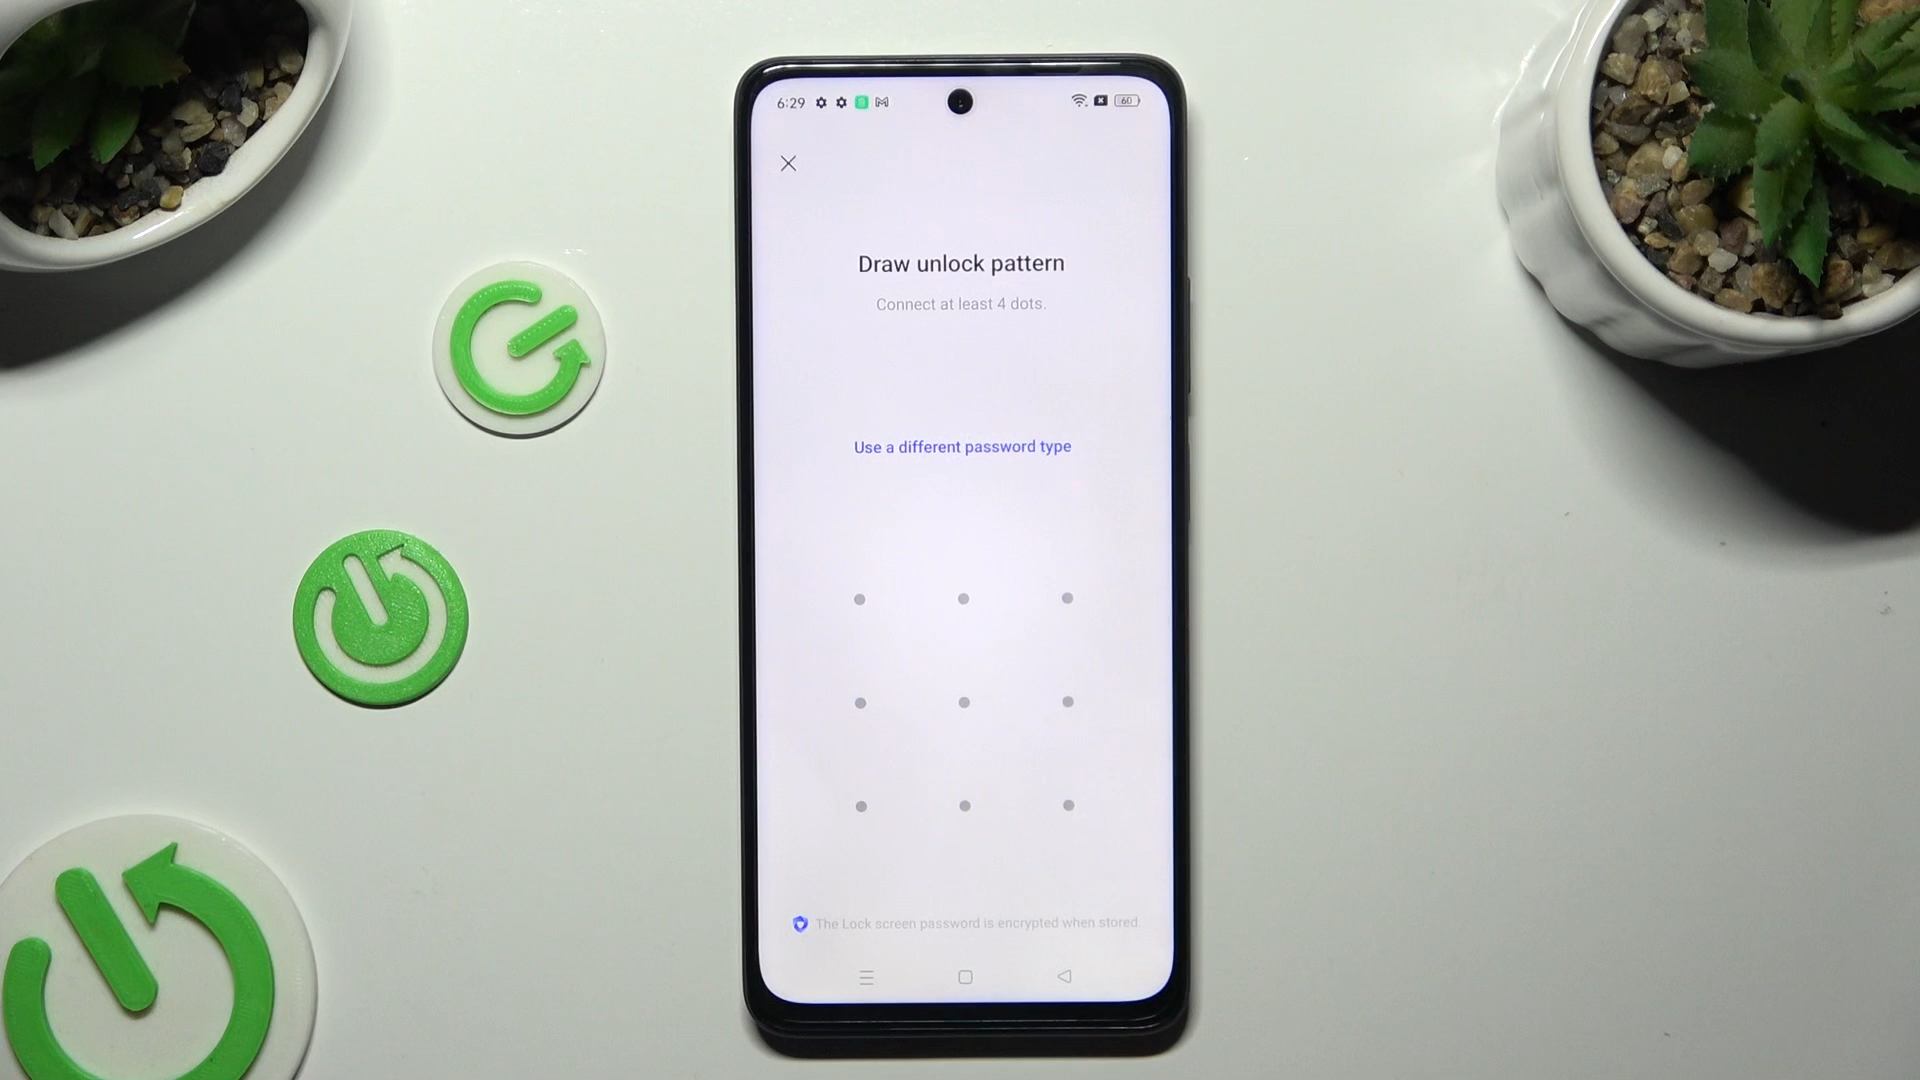 6:29
60
Draw unlock pattern
Connect at least 4 dots.
Use a different password type
The Lock screen password is encrypted when stored.